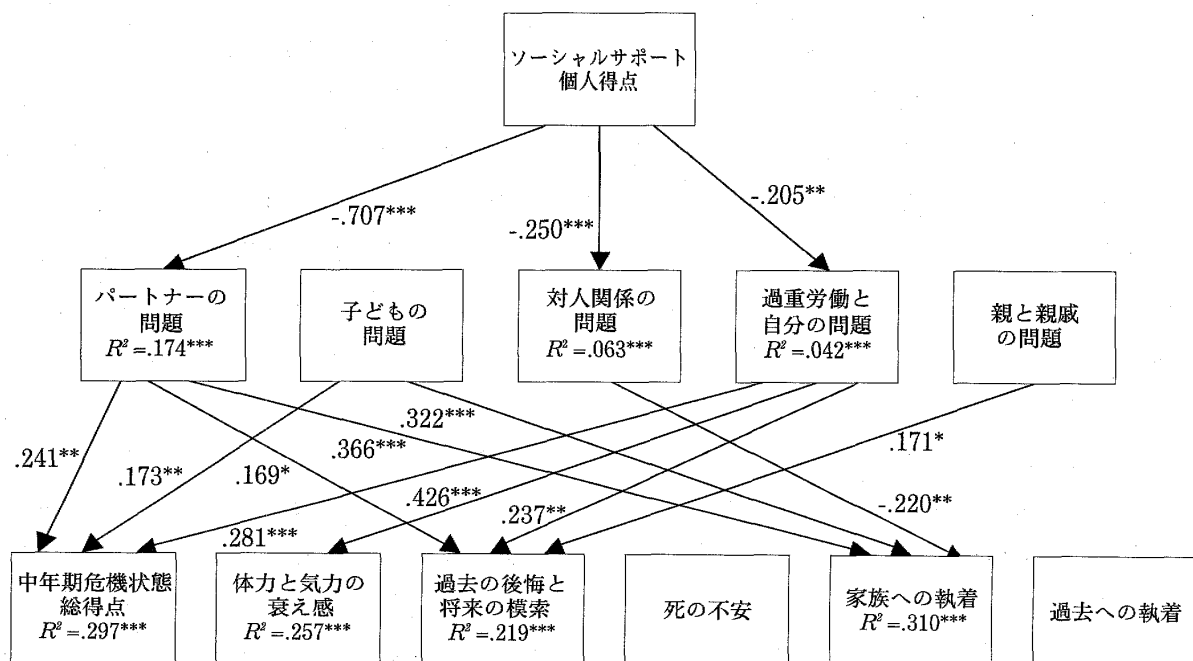 ソーシャルサポート
個人得点
-.707***
-.250***
-.205**
パートナーの
問題
R²=.174***
子どもの
問題
対人関係の
問題
R²=.063***
過重労働と
自分の問題
R²=.042***
親と親戚
の問題
.241**
.173**
.169*
.366***
.322***
.281***
.426***
.237**
.171*
-.220**
中年期危機状態
総得点
R²=.297***
体力と気力の
衰え感
R²=.257***
過去の後悔と
将来の模索
R²=.219***
死の不安
家族への執着
R²=.310***
過去への執着